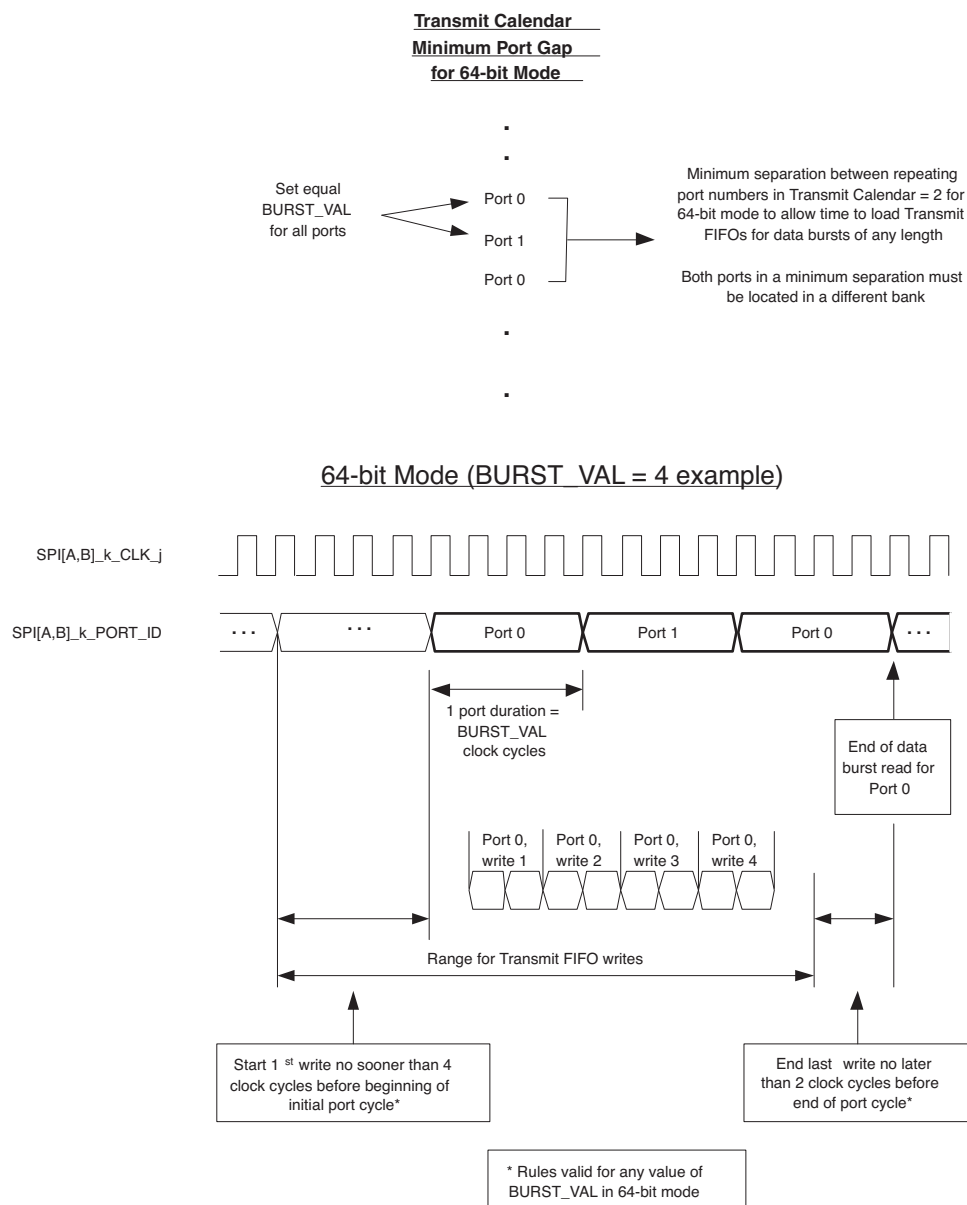 Transmit Calendar
Minimum Port Gap
for 64-bit Mode
.
.
Set equal
BURST_VAL
for all ports
Port 0
Port 1
Port 0
Minimum separation between repeating
port numbers in Transmit Calendar = 2 for
64-bit mode to allow time to load Transmit
FIFOs for data bursts of any length
Both ports in a minimum separation must
be located in a different bank
.
.
64-bit Mode (BURST_VAL = 4 example)
SPI[A,B]_k_CLK_j
SPI[A,B]_k_PORT_ID
... ... Port 0 Port 1 Port 0 ...
1 port duration =
BURST_VAL
clock cycles
End of data
burst read for
Port 0
Port 0, Port 0, Port 0, Port 0,
write 1 write 2 write 3 write 4
Range for Transmit FIFO writes
Start 1 st write no sooner than 4
clock cycles before beginning of
initial port cycle*
End last write no later
than 2 clock cycles before
end of port cycle*
* Rules valid for any value of
BURST_VAL in 64-bit mode